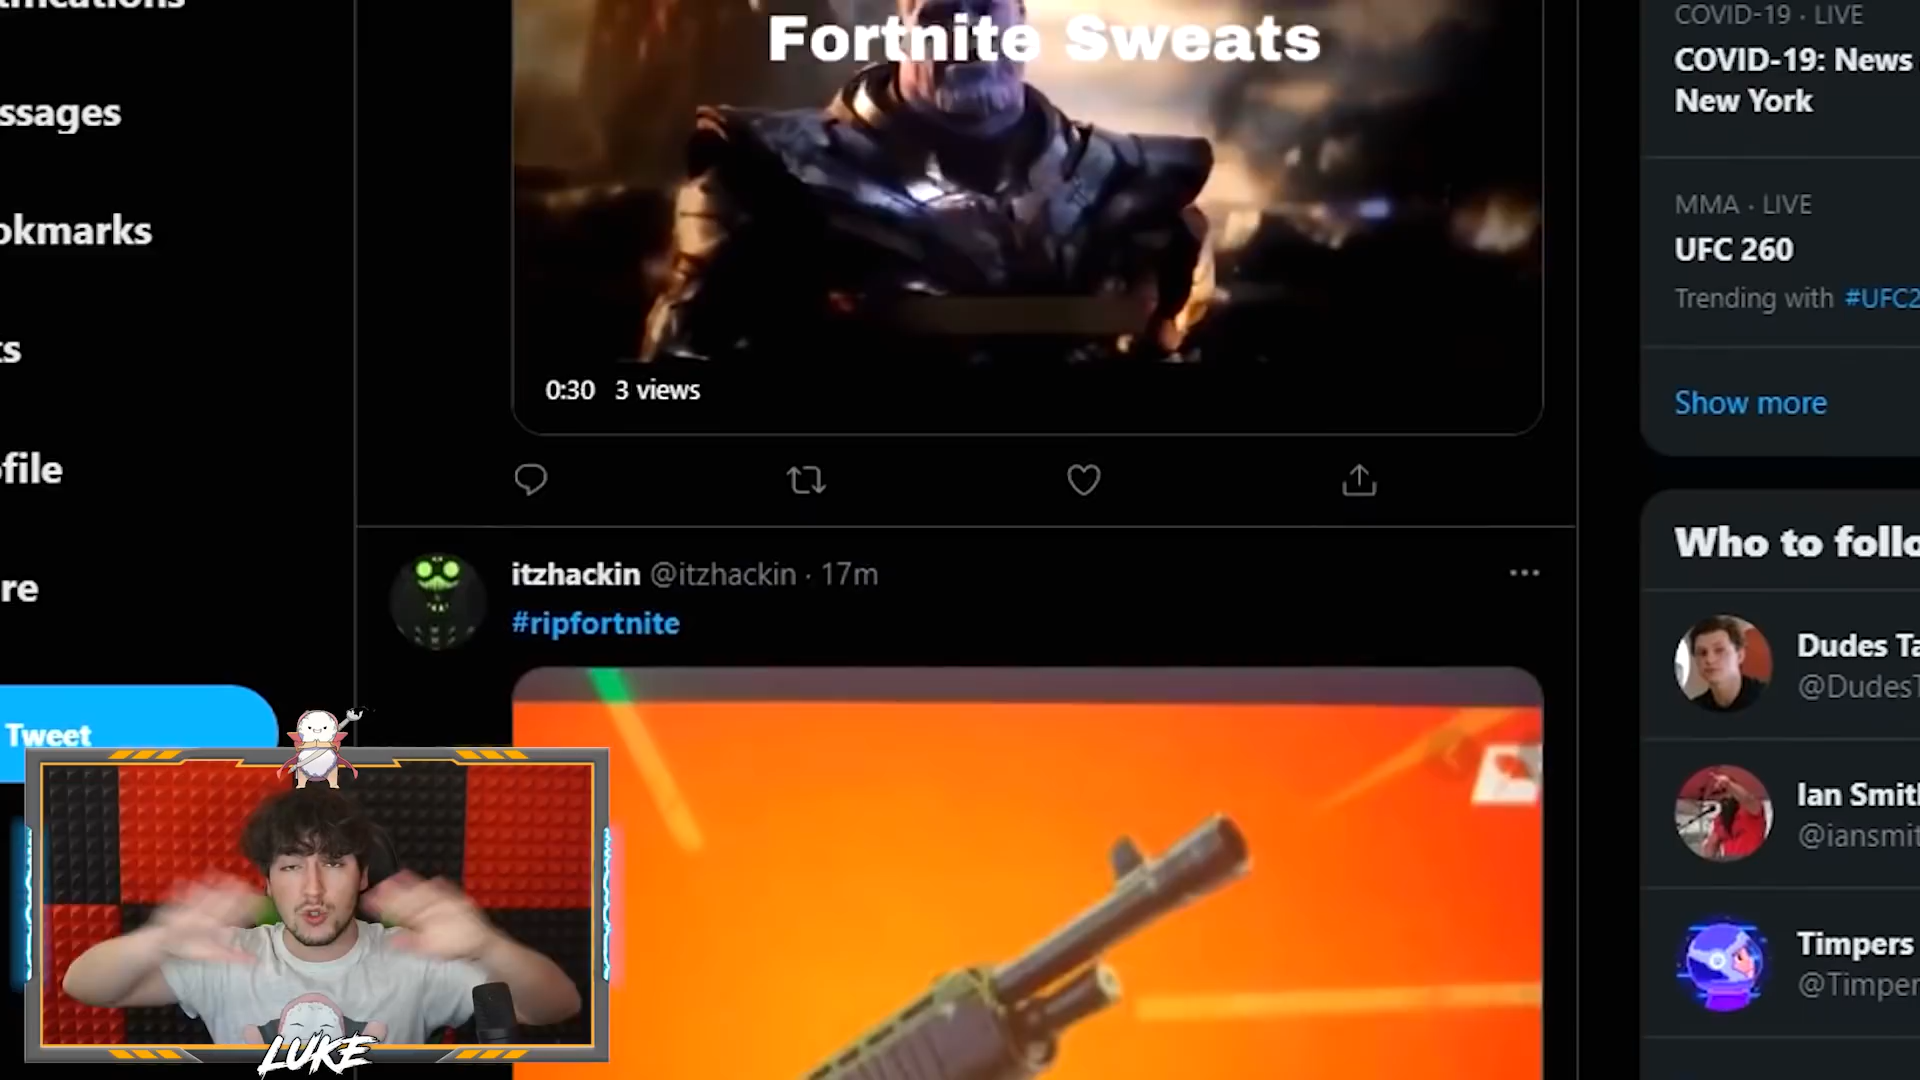 ssages
okmarks
ts
ofile
re
Tweet
Fortnite Sweats
0:30 3 views
itzhackin @itzhackin · 17m
#ripfortnite
COVID-19 · LIVE
COVID-19: News
New York
MMA · LIVE
UFC 260
Trending with #UFC2
Show more
Who to follo
Dudes Ta
@DudesT
Ian Smith
@iansmit
Timpers
@Timper
LUKE